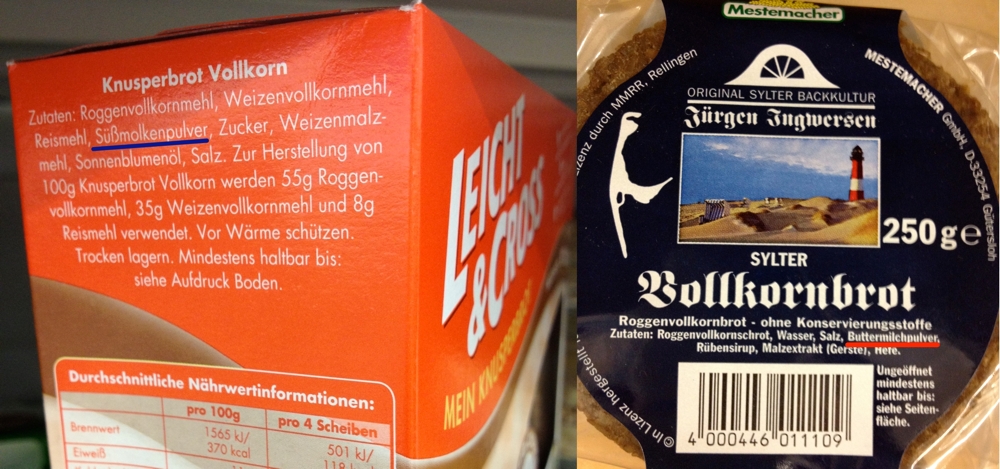 Knusperbrot Vollkorn
Zutaten: Roggenvollkornmehl, Weizenvollkornmehl,
Reismehl, Süßmolkenpulver, Zucker, Weizenmalz-
mehl, Sonnenblumenöl, Salz. Zur Herstellung von
100g Knusperbrot Vollkorn werden 55g Roggen-
vollkornmehl, 35g Weizenvollkornmehl und 8g
Reismehl verwendet. Vor Wärme schützen.
Trocken lagern. Mindestens haltbar bis:
siehe Aufdruck Boden.
Durchschnittliche Nährwertinformationen:
pro 100g pro 4 Scheiben
Brennwert 1565 kJ/ 501 kJ/
370 kcal
Eiweiß
LEICHT
&CROSS
MEIN KNUSPERBROT
Mestemacher
ORIGINAL SYLTER BACKKULTUR
Jürgen Ingwersen
MESTEMACHER GmbH, D-33254 Gütersloh
250 g e
SYLTER
Vollkornbrot
Roggenvollkornbrot - ohne Konservierungsstoffe
Zutaten: Roggenvollkornschrot, Wasser, Salz, Buttermilchpulver,
Rübensirup, Malzextrakt (Gerste), Hefe.
Ungeöffnet
mindestens
haltbar bis:
siehe Seiten-
fläche.
4 000446 011109
© In Lizenz hergestellt
Lizenz durch MMRR, Rellingen